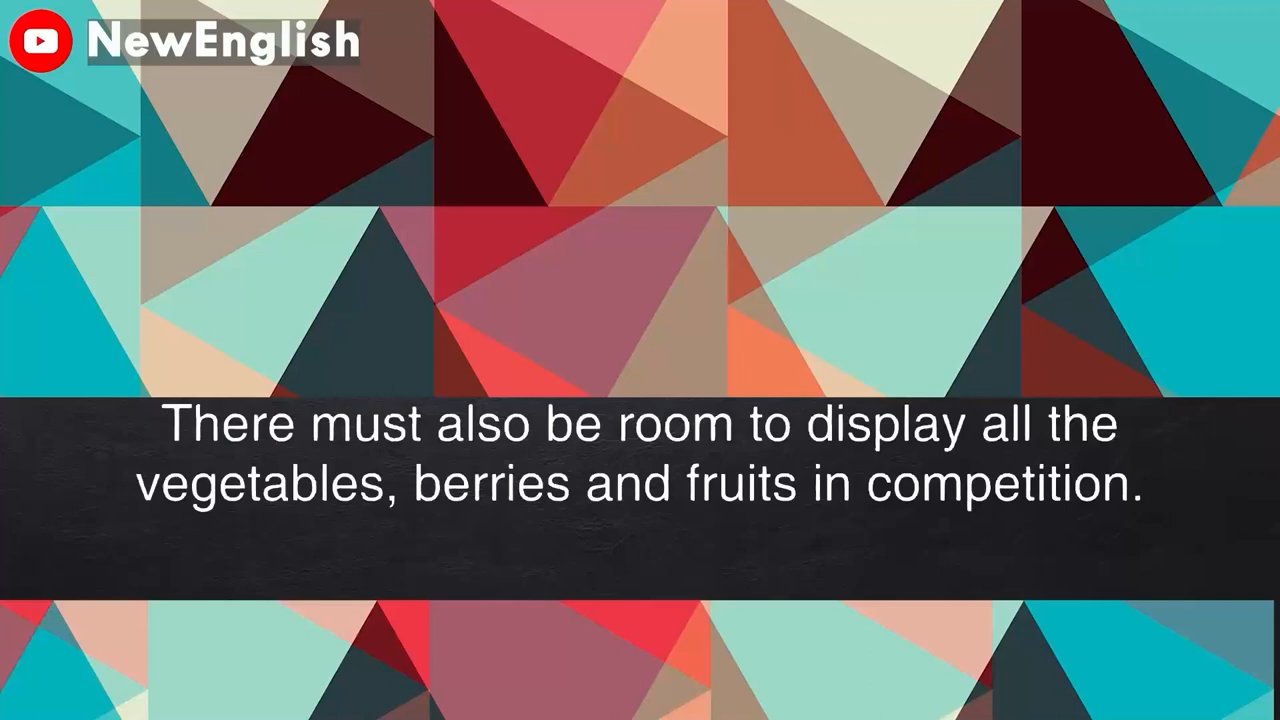 NewEnglish
There must also be room to display all the
vegetables, berries and fruits in competition.